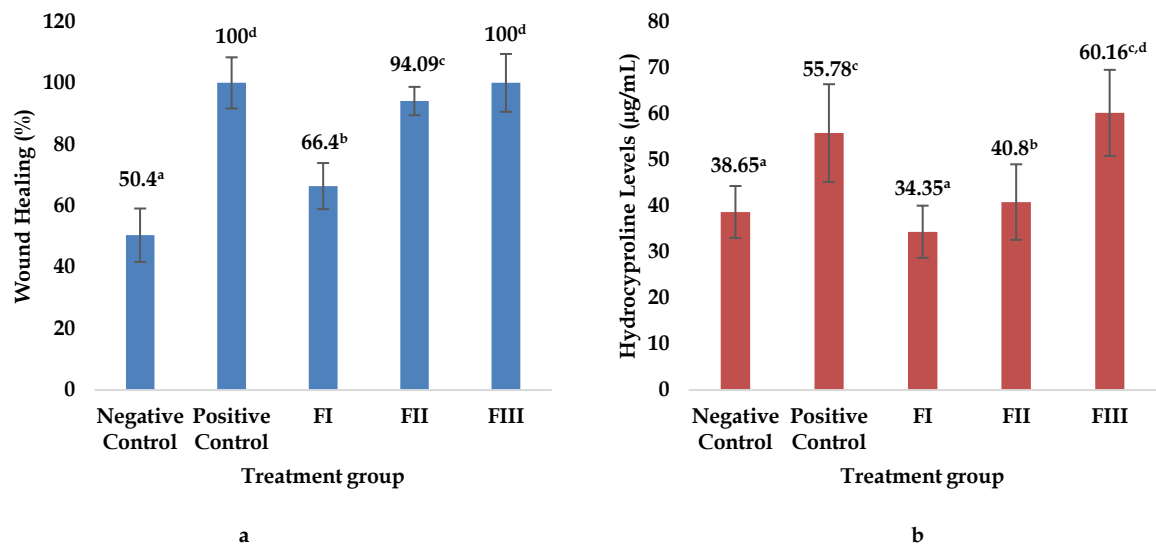 120
100
80
60
40
20
0
Wound Healing (%)
50.4ᵃ
100ᵈ
66.4ᵇ
94.09ᶜ
100ᵈ
Negative Control
Positive Control
FI
FII
FIII
Treatment group
a
80
70
60
50
40
30
20
10
0
Hydrocyproline Levels (µg/mL)
38.65ᵃ
55.78ᶜ
34.35ᵃ
40.8ᵇ
60.16ᶜ,ᵈ
Negative Control
Positive Control
FI
FII
FIII
Treatment group
b